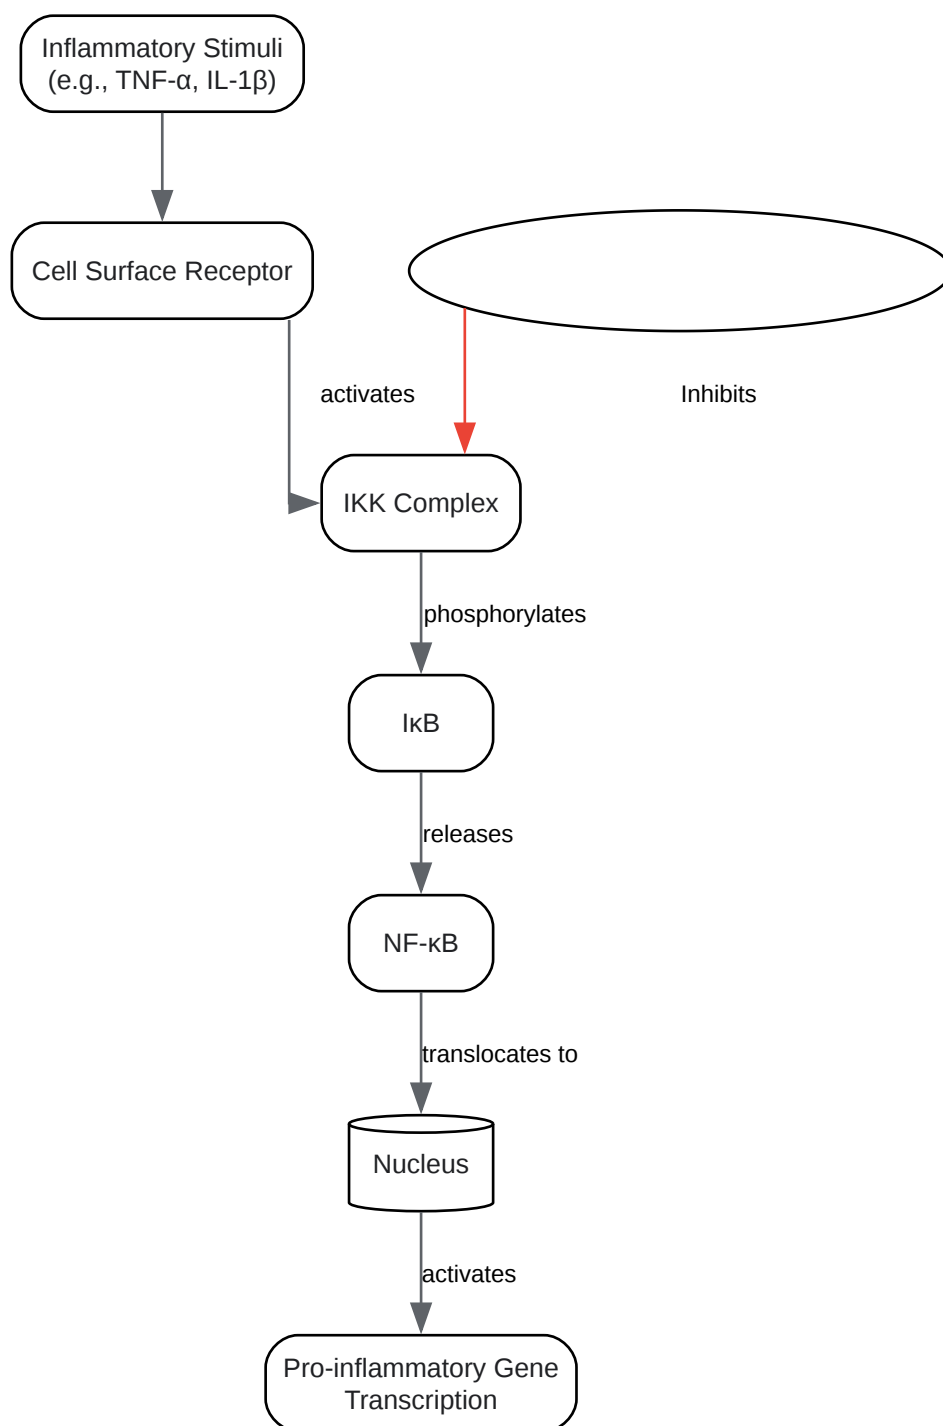 Inflammatory Stimuli
(e.g., TNF-α, IL-1β)
Cell Surface Receptor
activates
Inhibits
IKK Complex
phosphorylates
IκB
releases
NF-κB
translocates to
Nucleus
activates
Pro-inflammatory Gene
Transcription